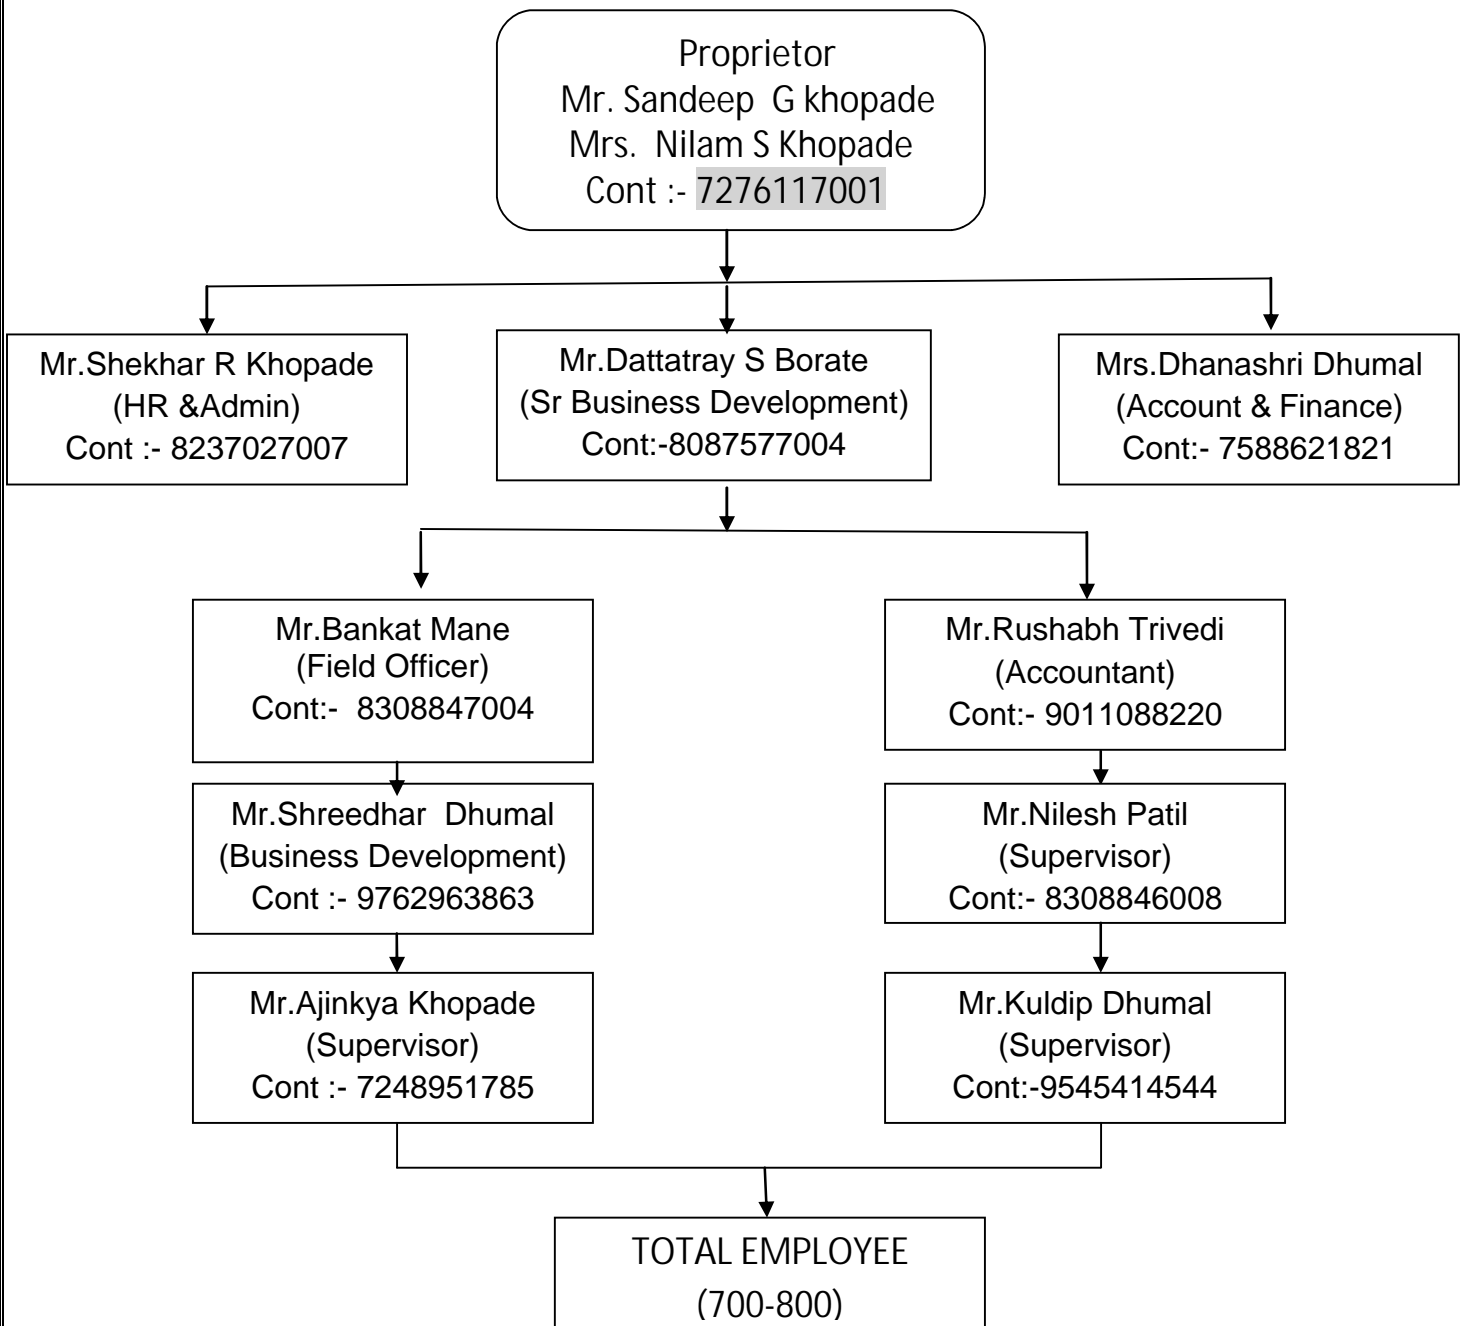 Proprietor
Mr. Sandeep G khopade
Mrs. Nilam S Khopade
Cont :- 7276117001
Mr.Shekhar R Khopade
(HR &Admin)
Cont :- 8237027007
Mr.Dattatray S Borate
(Sr Business Development)
Cont:-8087577004
Mrs.Dhanashri Dhumal
(Account & Finance)
Cont:- 7588621821
Mr.Bankat Mane
(Field Officer)
Cont:- 8308847004
Mr.Rushabh Trivedi
(Accountant)
Cont:- 9011088220
Mr.Shreedhar Dhumal
(Business Development)
Cont :- 9762963863
Mr.Nilesh Patil
(Supervisor)
Cont:- 8308846008
Mr.Ajinkya Khopade
(Supervisor)
Cont :- 7248951785
Mr.Kuldip Dhumal
(Supervisor)
Cont:-9545414544
TOTAL EMPLOYEE
(700-800)